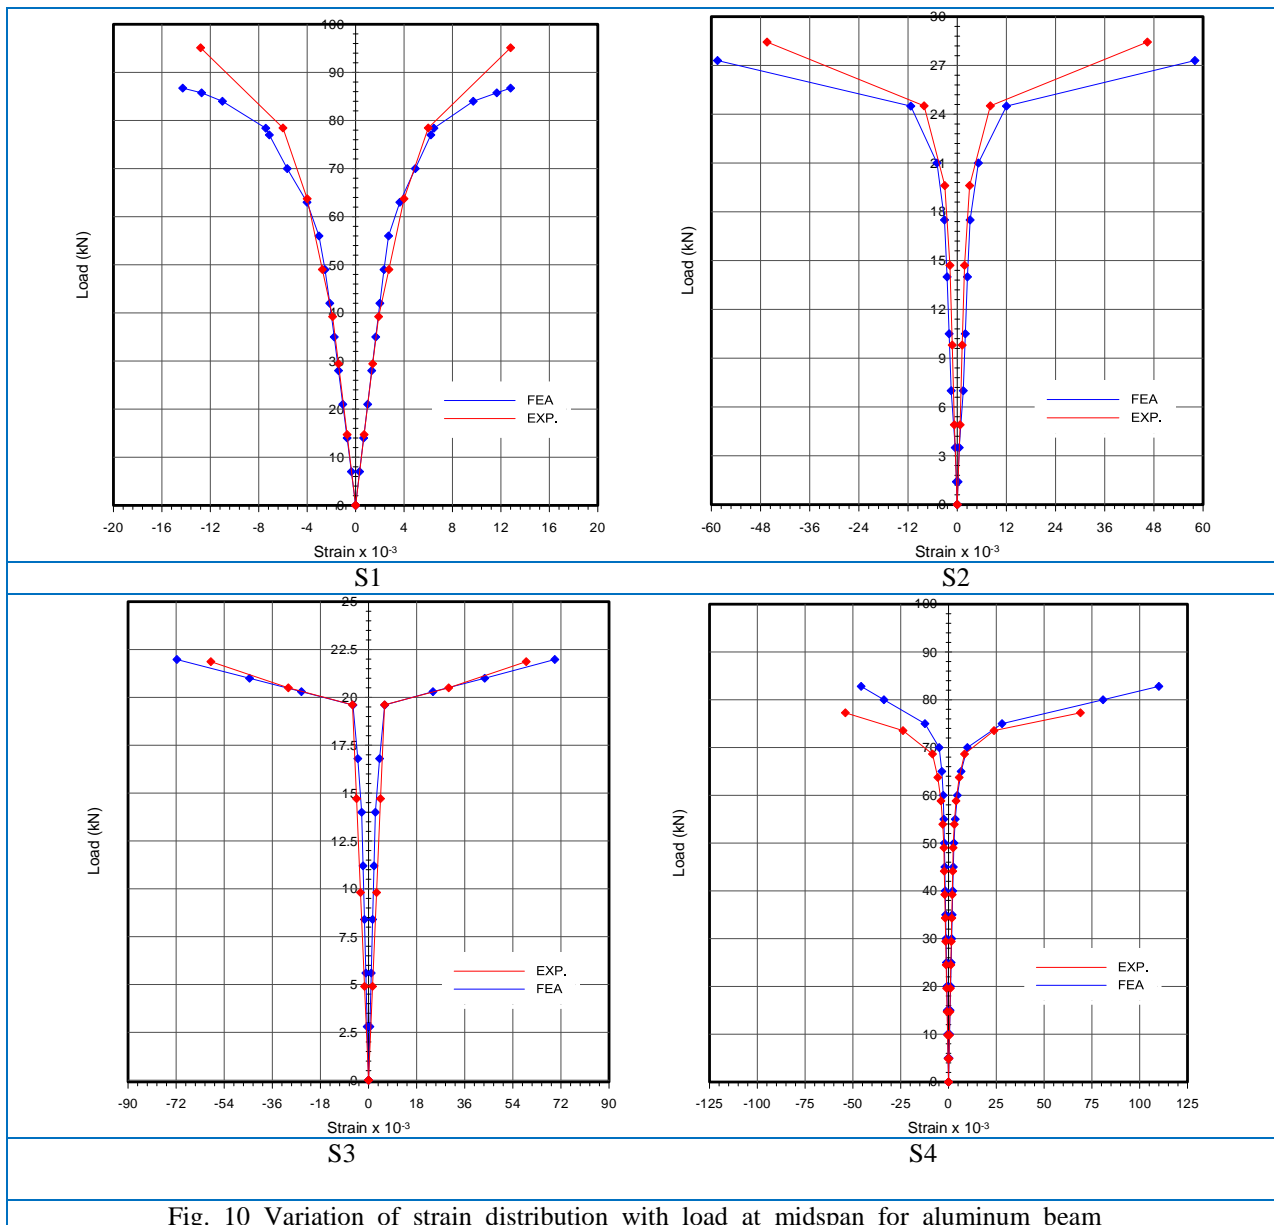 100
90
80
70
60
50
40
30
20
10
0
Load (kN)
FEA
EXP.
-20 -16 -12 -8 -4 0 4 8 12 16 20
Strain x 10-3
30
27
24
21
18
15
12
9
6
3
0
Load (kN)
FEA
EXP.
-60 -48 -36 -24 -12 0 12 24 36 48 60
Strain x 10-3
S1 S2
25
22.5
20
17.5
15
12.5
10
7.5
5
2.5
0
Load (kN)
EXP.
FEA
-90 -72 -54 -36 -18 0 18 36 54 72 90
Strain x 10-3
100
90
80
70
60
50
40
30
20
10
0
Load (kN)
EXP.
FEA
-125 -100 -75 -50 -25 0 25 50 75 100 125
Strain x 10-3
S3 S4
Fig. 10 Variation of strain distribution with load at midspan for aluminum beam